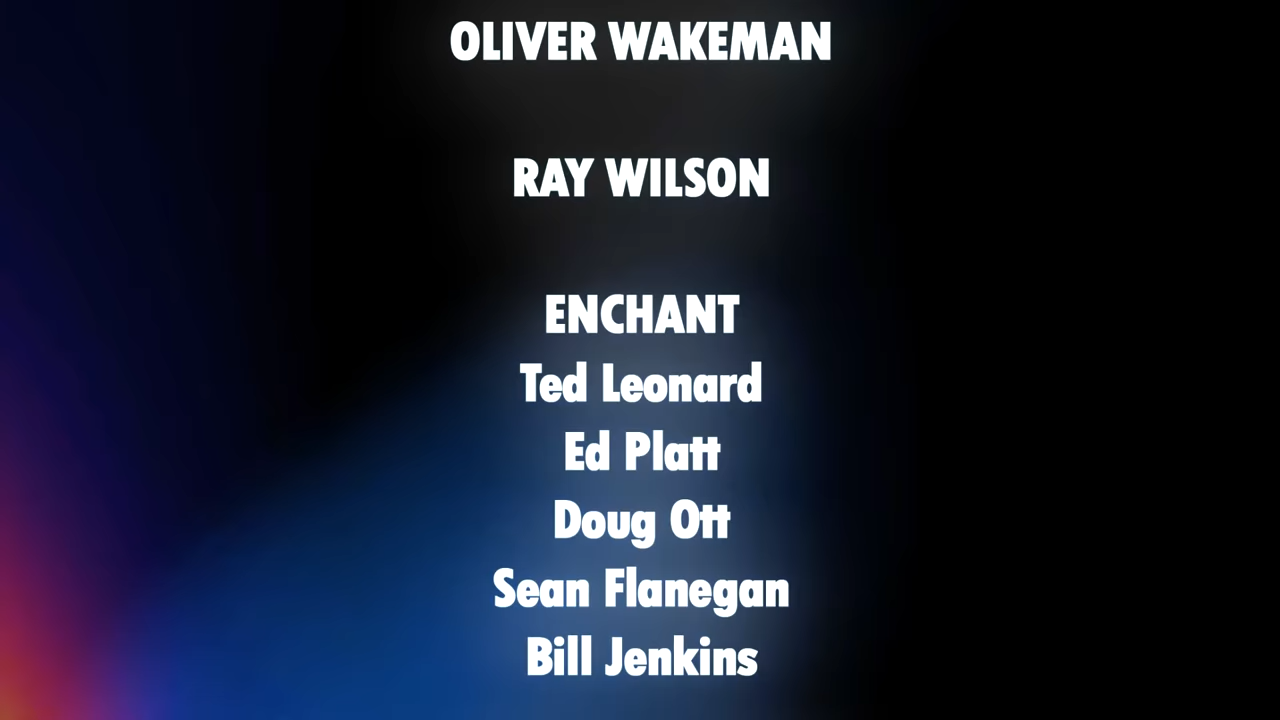 OLIVER WAKEMAN
RAY WILSON
ENCHANT
Ted Leonard
Ed Platt
Doug Ott
Sean Flanegan
Bill Jenkins